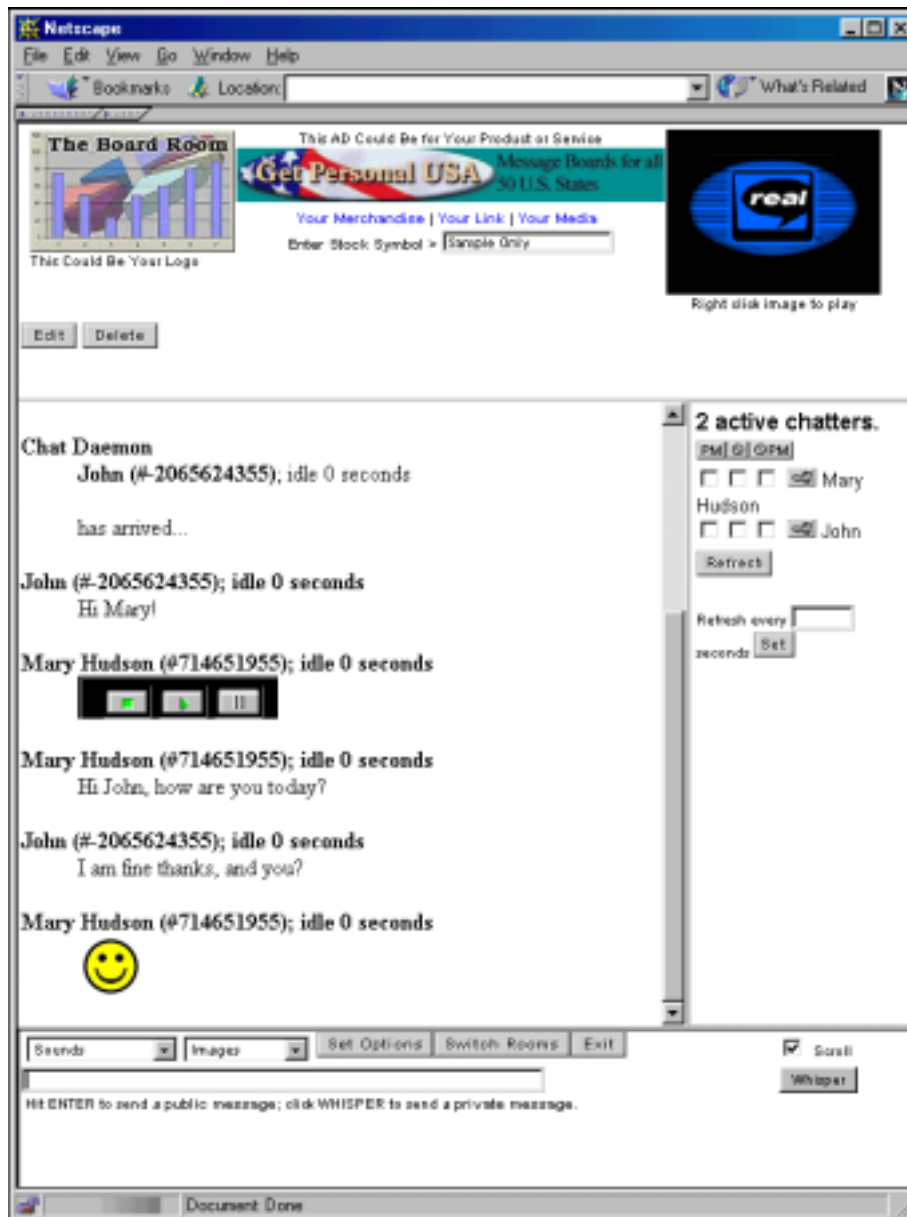 Netscape
File Edit View Go Window Help
Bookmarks Location: What's Related
The Board Room
This Could Be Your Logo
This AD Could Be for Your Product or Service
Get Personal USA
Message Boards for all
50 U.S. States
Your Merchandise | Your Link | Your Media
Enter Stock Symbol > Sample Only
real
Right click image to play
Edit Delete
Chat Daemon
John (#-2065624355); idle 0 seconds
has arrived...
John (#-2065624355); idle 0 seconds
Hi Mary!
Mary Hudson (#714651955); idle 0 seconds
Mary Hudson (#714651955); idle 0 seconds
Hi John, how are you today?
John (#-2065624355); idle 0 seconds
I am fine thanks, and you?
Mary Hudson (#714651955); idle 0 seconds
2 active chatters.
PM
Mary
Hudson
John
Refresh
Refresh every
seconds Set
Sounds Images Set Options Switch Rooms Exit Scroll
Whisper
Hit ENTER to send a public message; click WHISPER to send a private message.
Document: Done